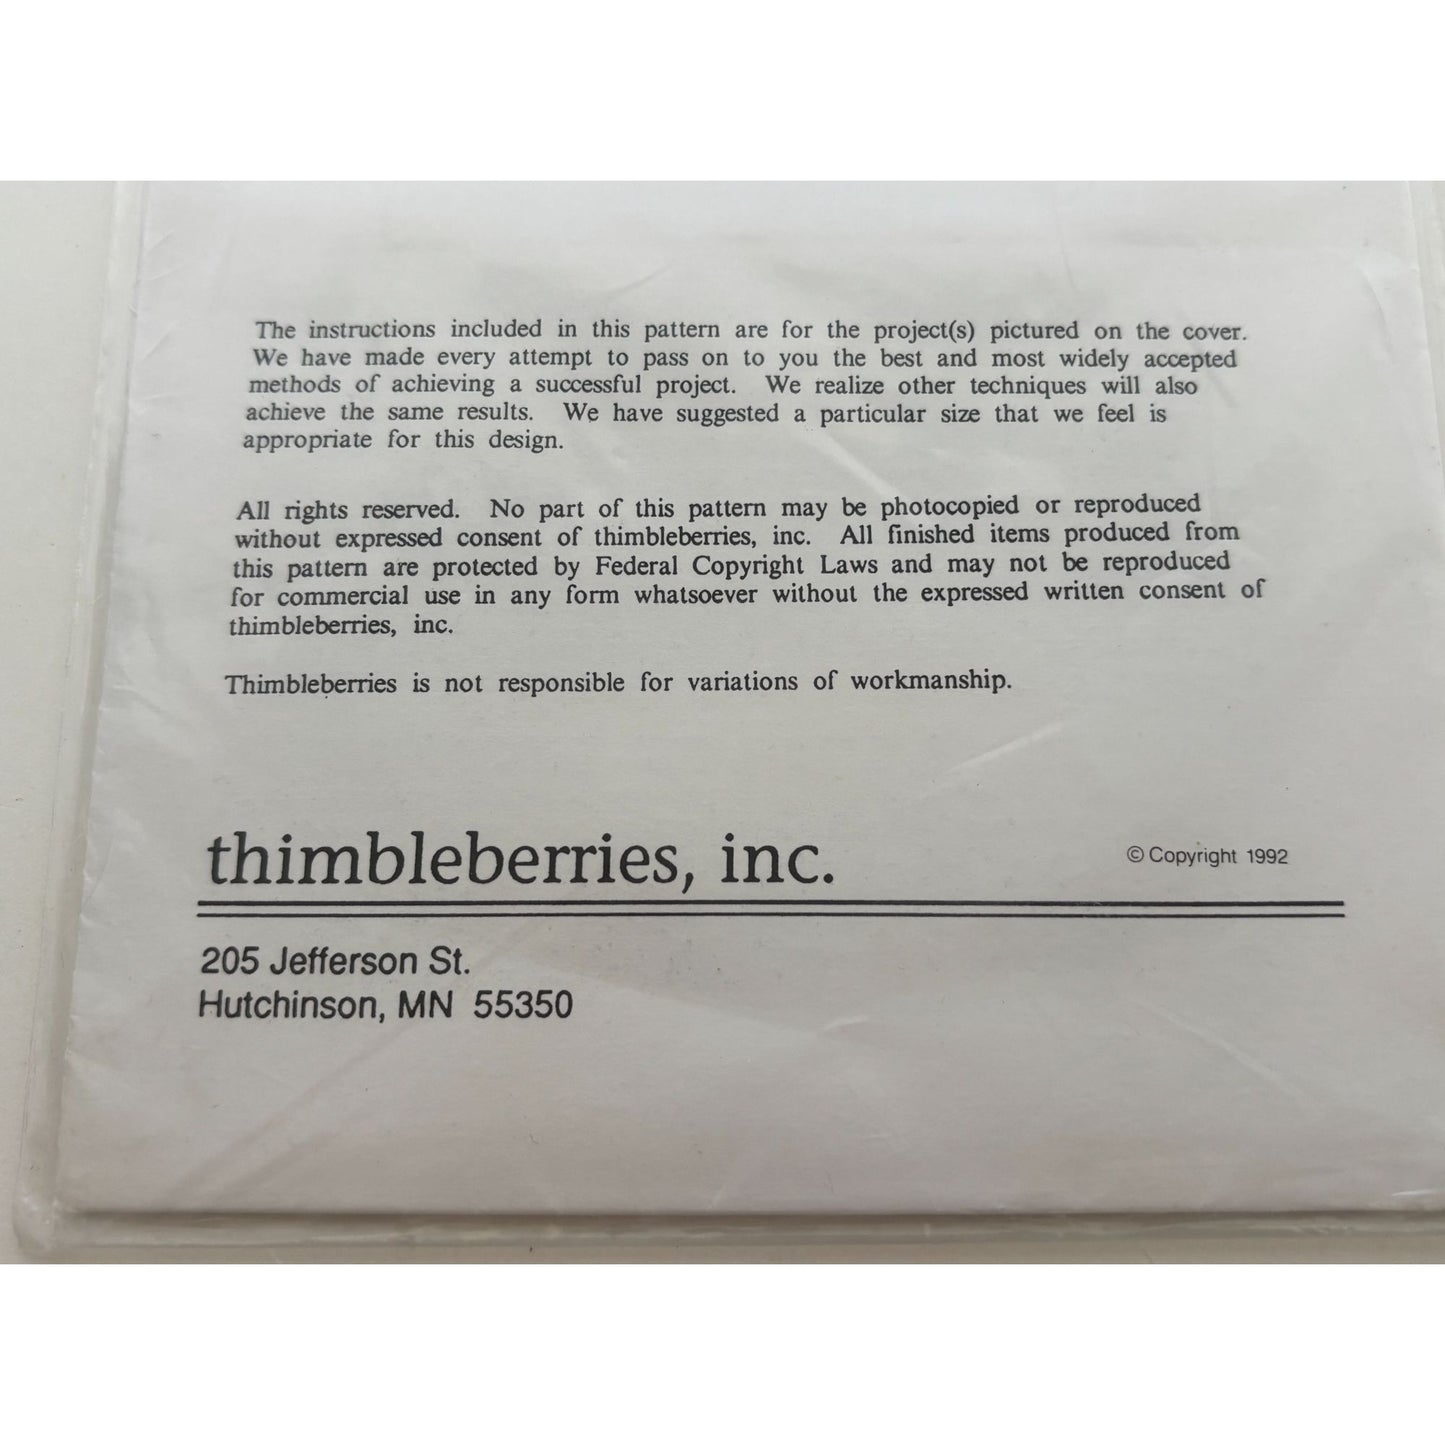 The instructions included in this pattern are for the project(s) pictured on the cover.
We have made every attempt to pass on to you the best and most widely accepted
methods of achieving a successful project. We realize other techniques will also
achieve the same results. We have suggested a particular size that we feel is
appropriate for this design.
All rights reserved. No part of this pattern may be photocopied or reproduced
without expressed consent of thimbleberries, inc. All finished items produced from
this pattern are protected by Federal Copyright Laws and may not be reproduced
for commercial use in any form whatsoever without the expressed written consent of
thimbleberries, inc.
Thimbleberries is not responsible for variations of workmanship.
thimbleberries, inc.
© Copyright 1992
205 Jefferson St.
Hutchinson, MN 55350